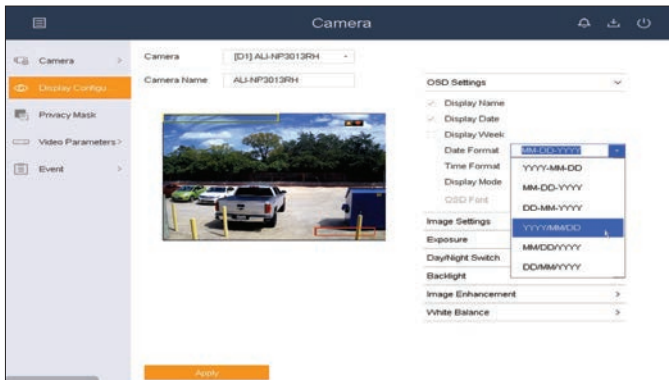 Camera
Camera
Display Configu...
Privacy Mask
Video Parameters
Event
Camera [D1] ALI-NP3013RH
Camera Name ALI-NP3013RH
OSD Settings
Display Name
Display Date
Display Week
Date Format MM-DD-YYYY
Time Format
Display Mode
OSD Font
YYYY-MM-DD
MM-DD-YYYY
DD-MM-YYYY
YYYY/MM/DD
MM/DD/YYYY
DD/MM/YYYY
Image Settings
Exposure
Day/Night Switch
Backlight
Image Enhancement
White Balance
Apply